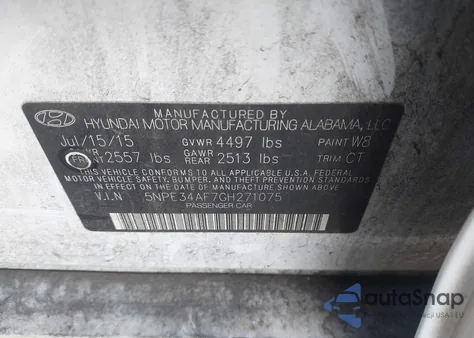 MANUFACTURED BY
HYUNDAI MOTOR MANUFACTURING ALABAMA, LLC
Jul/15/15 GVWR 4497 lbs PAINT W8
2557 lbs GAWR REAR 2513 lbs TRIM CT
THIS VEHICLE CONFORMS TO ALL APPLICABLE FEDERAL
MOTOR VEHICLE SAFETY, BUMPER, AND THEFT PREVENTION
STANDARDS IN EFFECT ON THE DATE OF MANUFACTURE SHOWN ABOVE.
V.I.N 5NPE34AF7GH271075
PASSENGER CAR
autoSnap